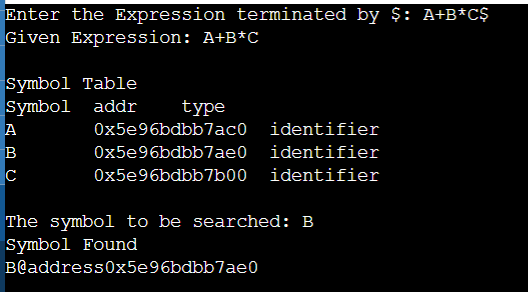 Enter the Expression terminated by $: A+B*C$
Given Expression: A+B*C
Symbol Table
Symbol  addr    type
A       0x5e96bdbb7ac0  identifier
B       0x5e96bdbb7ae0  identifier
C       0x5e96bdbb7b00  identifier
The symbol to be searched: B
Symbol Found
B@address0x5e96bdbb7ae0